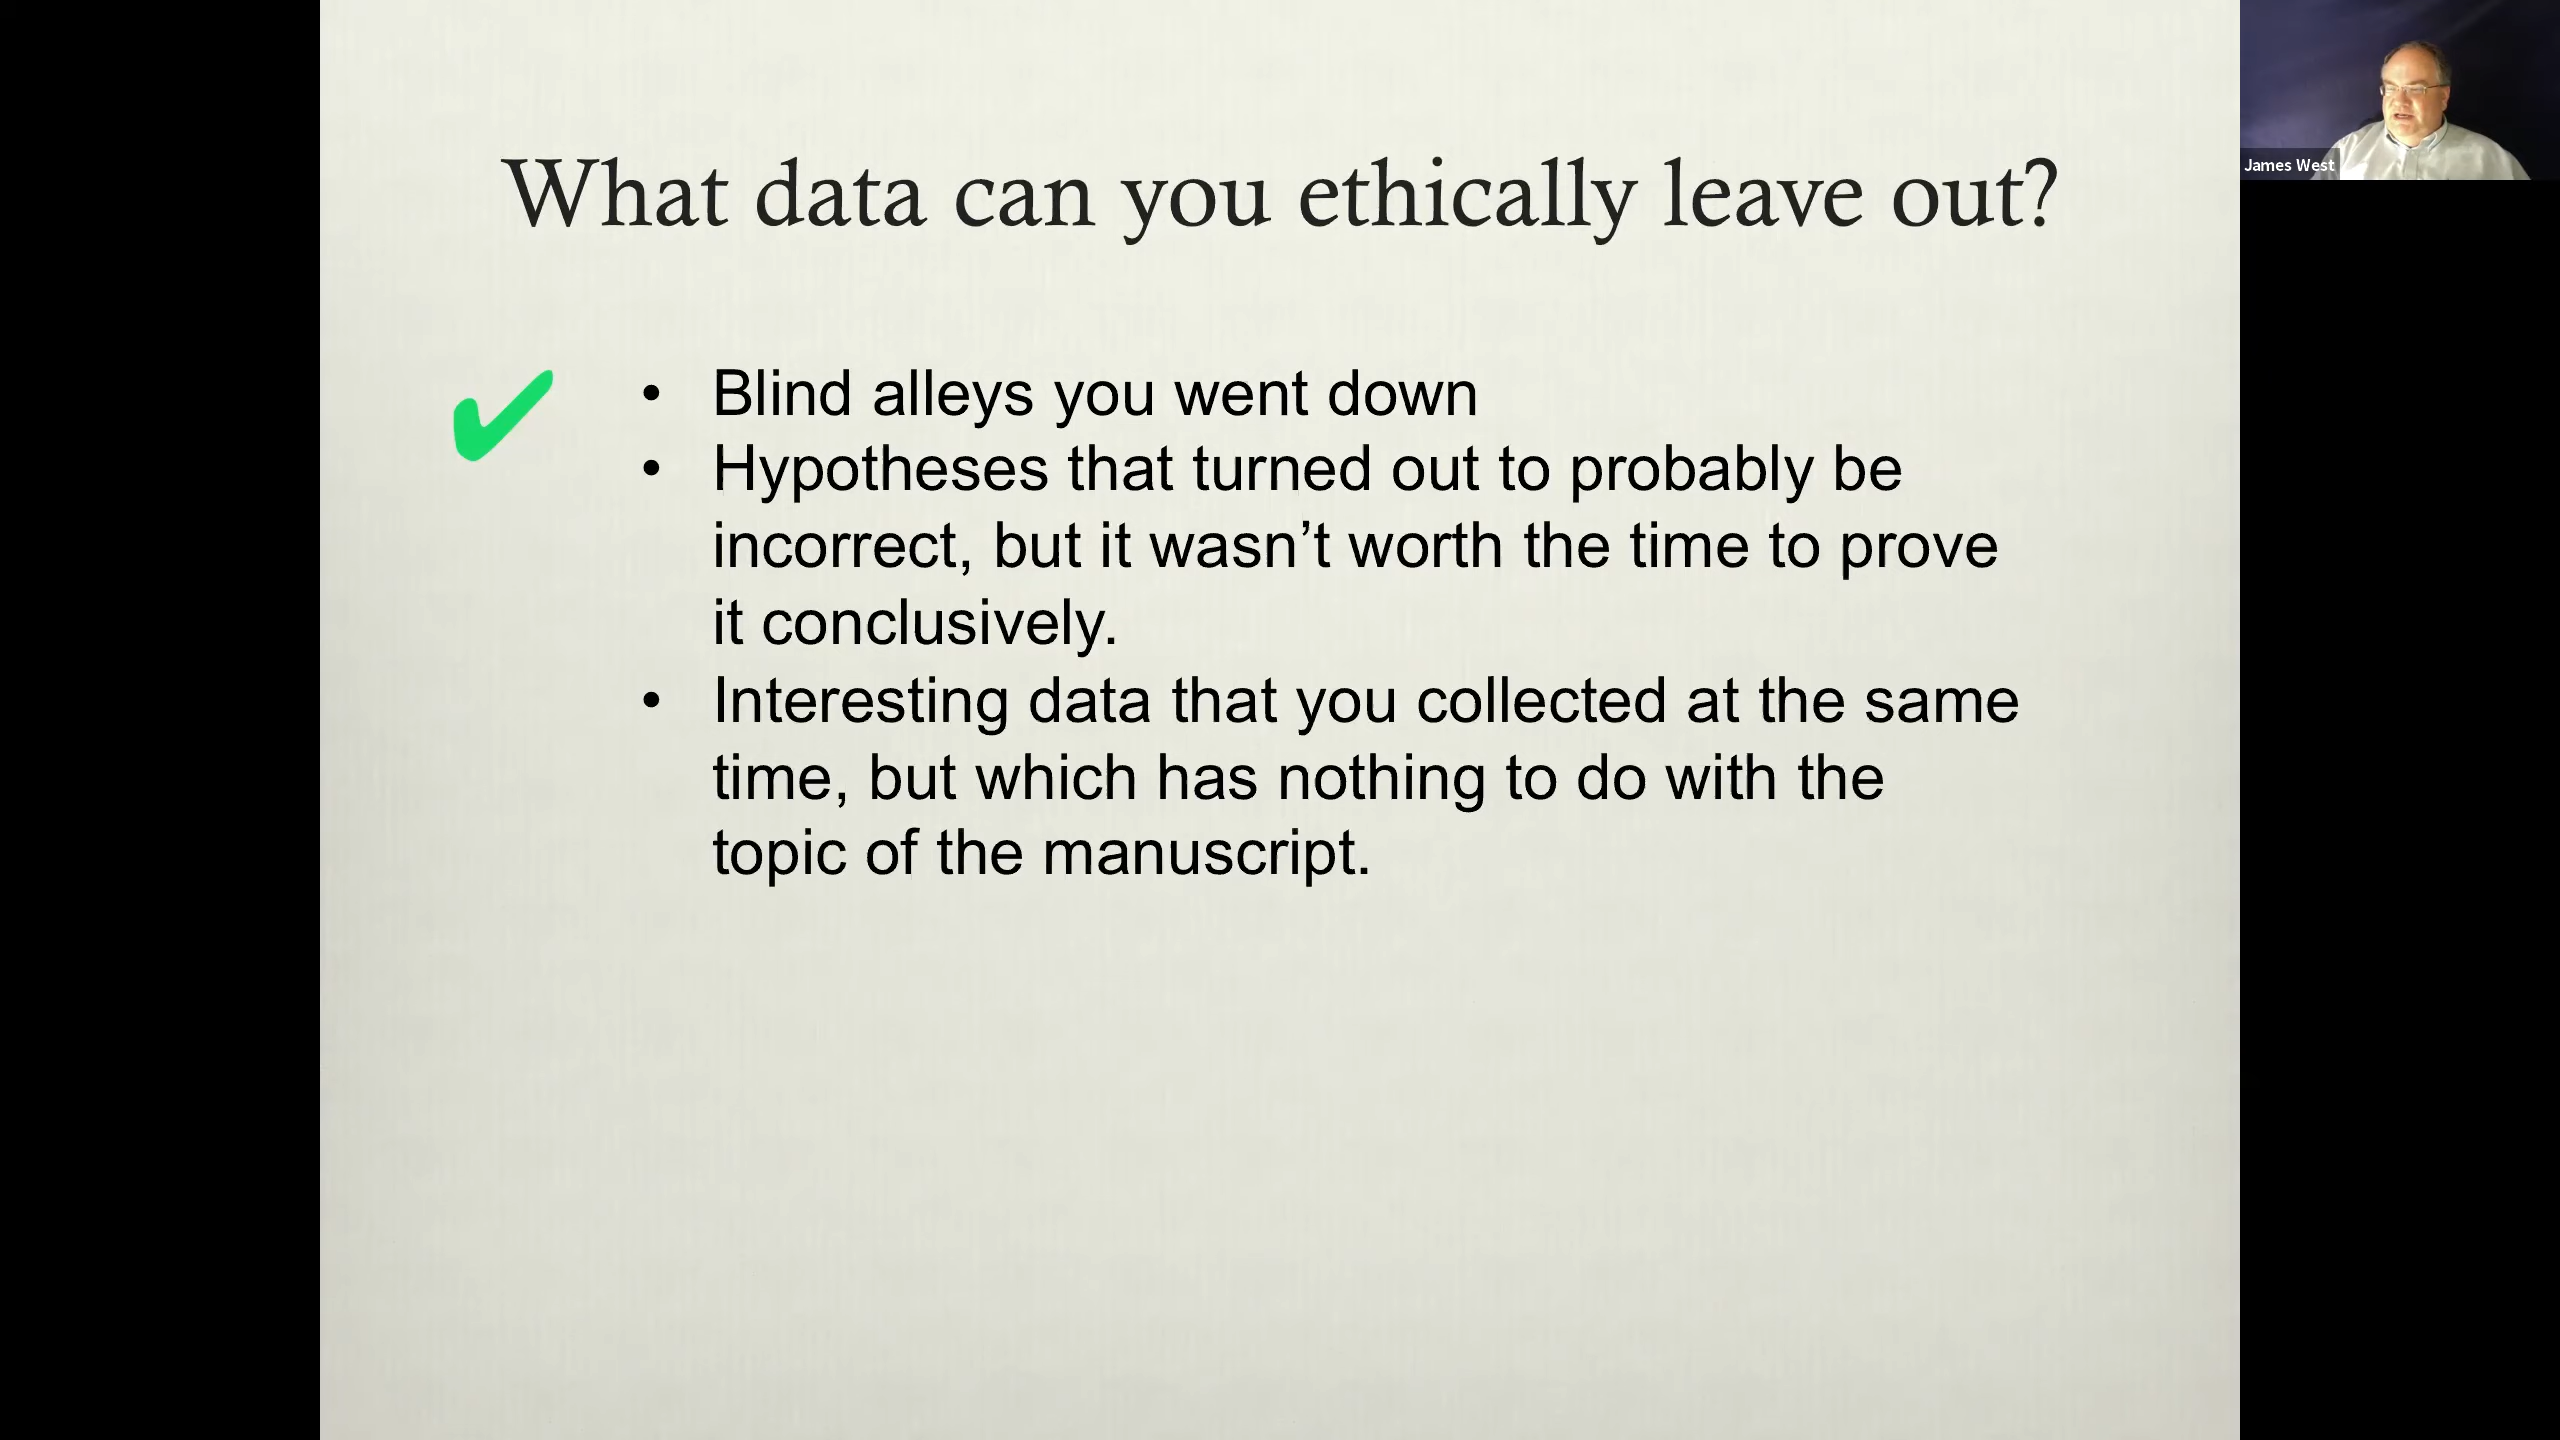 What data can you ethically leave out?
James West
• Blind alleys you went down
• Hypotheses that turned out to probably be
incorrect, but it wasn’t worth the time to prove
it conclusively.
• Interesting data that you collected at the same
time, but which has nothing to do with the
topic of the manuscript.